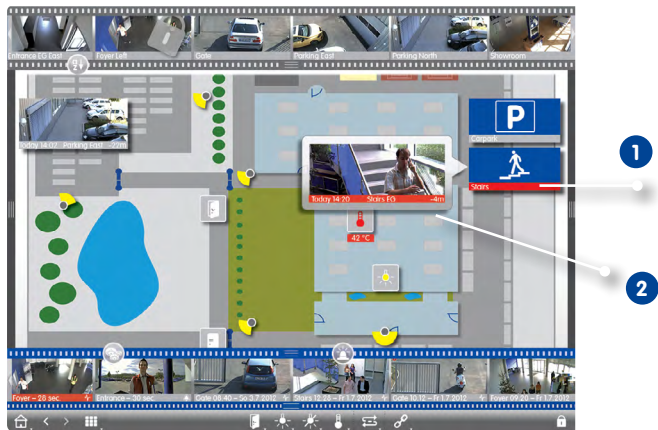 Entrance EG East
Foyer Left
Gate
Parking East
Parking North
Showroom
P
Carpark
Today 14:07 Parking East -22m
1
Stairs
Today 14:20 Stairs EG -4m
42 °C
2
Foyer – 28 sec
Entrance – 30 sec
Gate 08:40 – So 3.7.2012
Stairs 12:28 – Fr 1.7.2012
Gate 10:12 – Fr 1.7.2012
Foyer 09:28 – Fr 1.7.2012